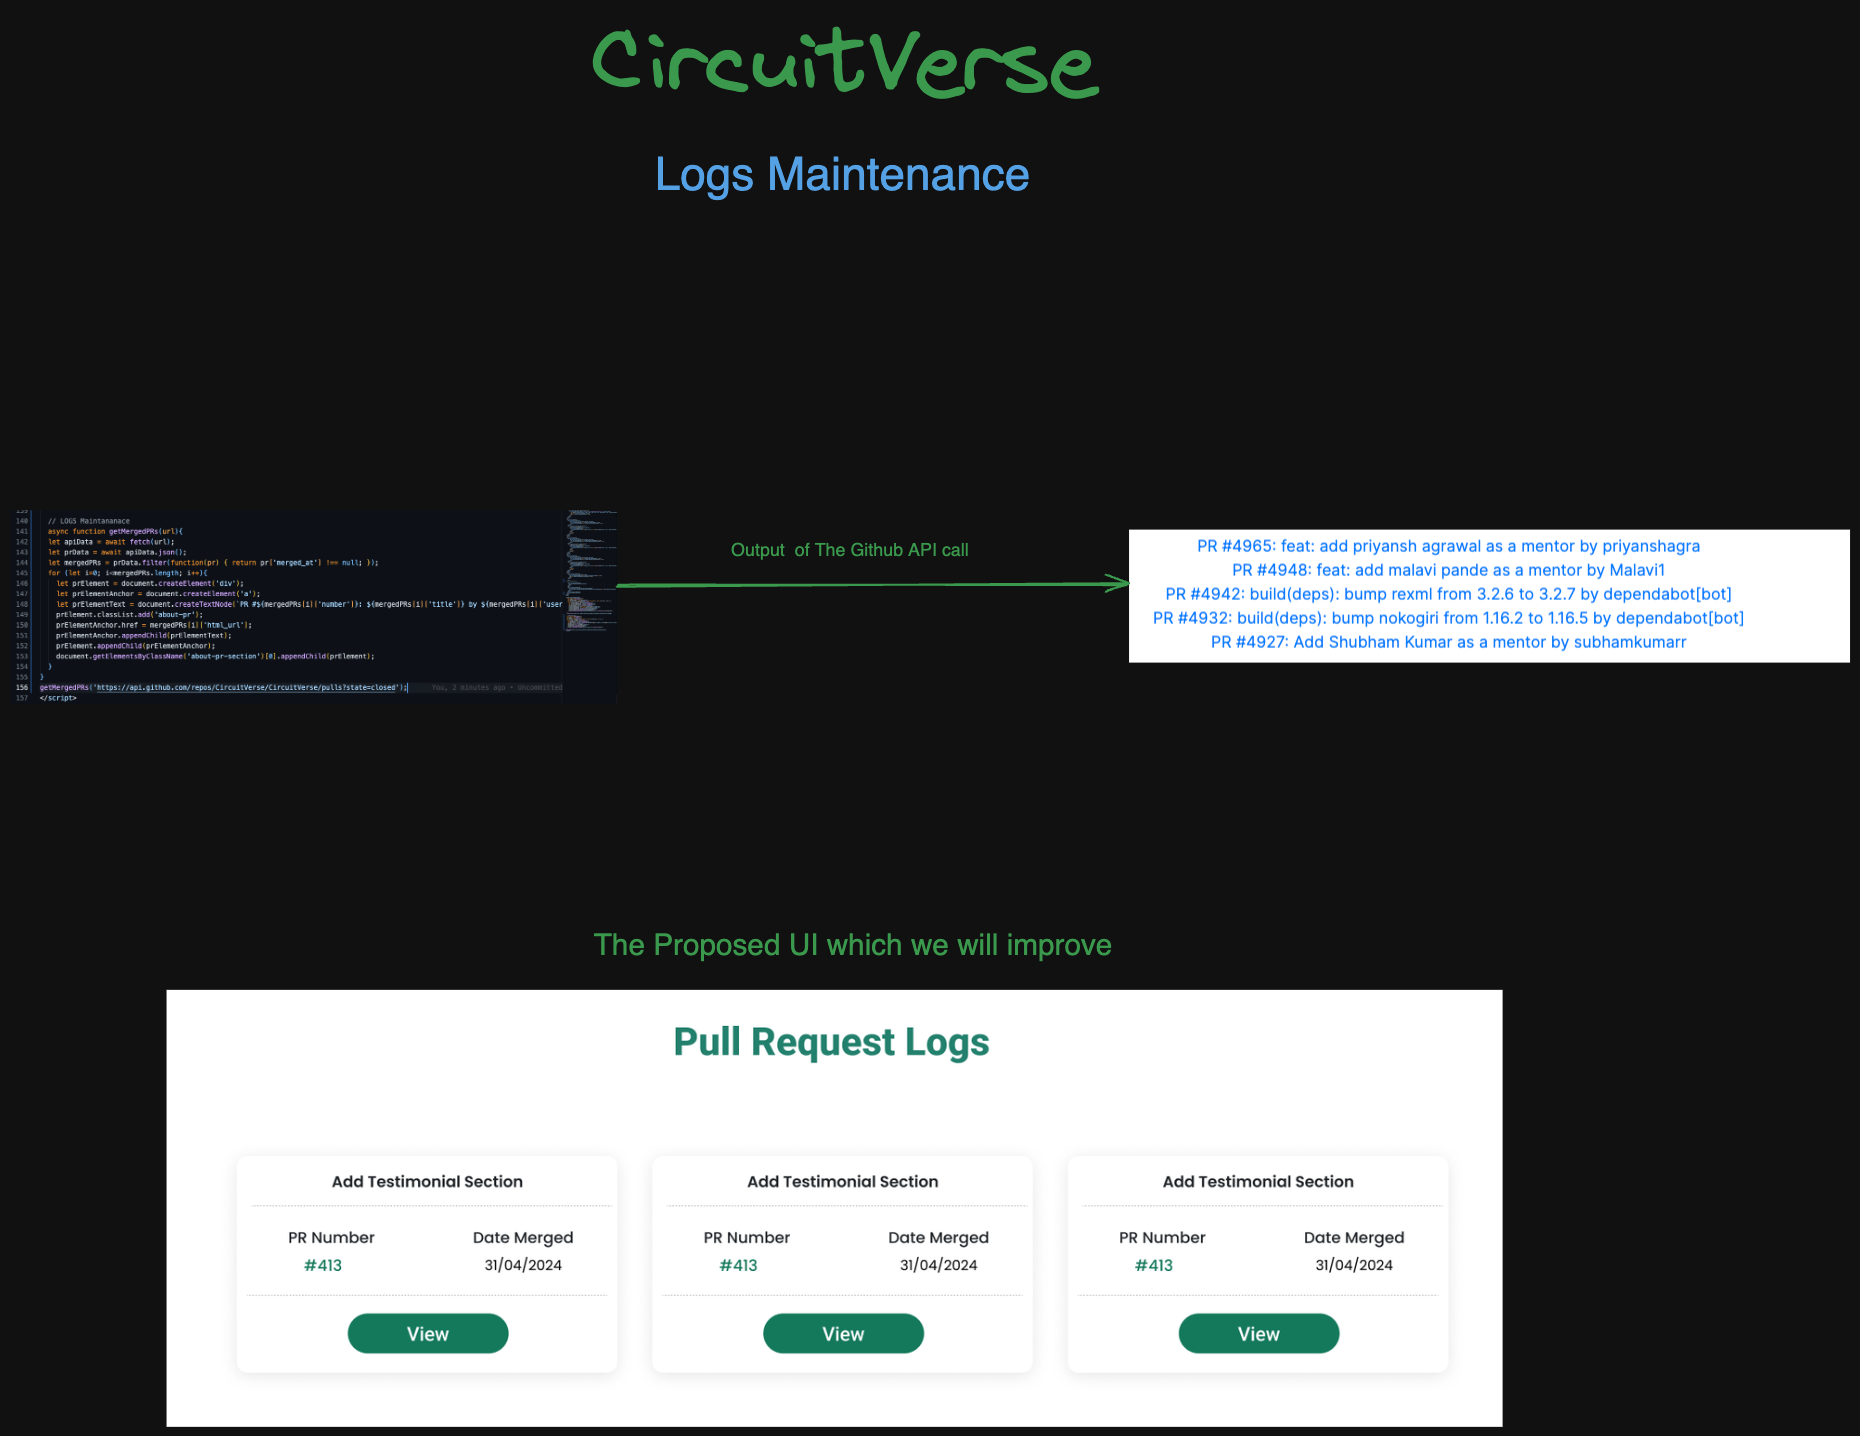 CircuitVerse
Logs Maintenance
139
140 // LOGS Maintananace
141 async function getMergedPRs(url){
142 let apiData = await fetch(url);
143 let prData = await apiData.json();
144 let mergedPRs = prData.filter(function(pr) { return pr['merged_at'] !== null; });
145 for (let i=0; i<mergedPRs.length; i++){
146 let prElement = document.createElement('div');
147 let prElementAnchor = document.createElement('a');
148 let prElementText = document.createTextNode(`PR #${mergedPRs[i]['number']}: ${mergedPRs[i]['title']} by ${mergedPRs[i]['user
149 prElement.classList.add('about-pr');
150 prElementAnchor.href = mergedPRs[i]['html_url'];
151 prElementAnchor.appendChild(prElementText);
152 prElement.appendChild(prElementAnchor);
153 document.getElementsByClassName('about-pr-section')[0].appendChild(prElement);
154 }
155 }
156 getMergedPRs('https://api.github.com/repos/CircuitVerse/CircuitVerse/pulls?state=closed'); You, 2 minutes ago • Uncommitted
157 </script>
Output of The Github API call
PR #4965: feat: add priyansh agrawal as a mentor by priyanshagra
PR #4948: feat: add malavi pande as a mentor by Malavi1
PR #4942: build(deps): bump rexml from 3.2.6 to 3.2.7 by dependabot[bot]
PR #4932: build(deps): bump nokogiri from 1.16.2 to 1.16.5 by dependabot[bot]
PR #4927: Add Shubham Kumar as a mentor by subhamkumarr
The Proposed UI which we will improve
Pull Request Logs
Add Testimonial Section
PR Number Date Merged
#413 31/04/2024
View
Add Testimonial Section
PR Number Date Merged
#413 31/04/2024
View
Add Testimonial Section
PR Number Date Merged
#413 31/04/2024
View